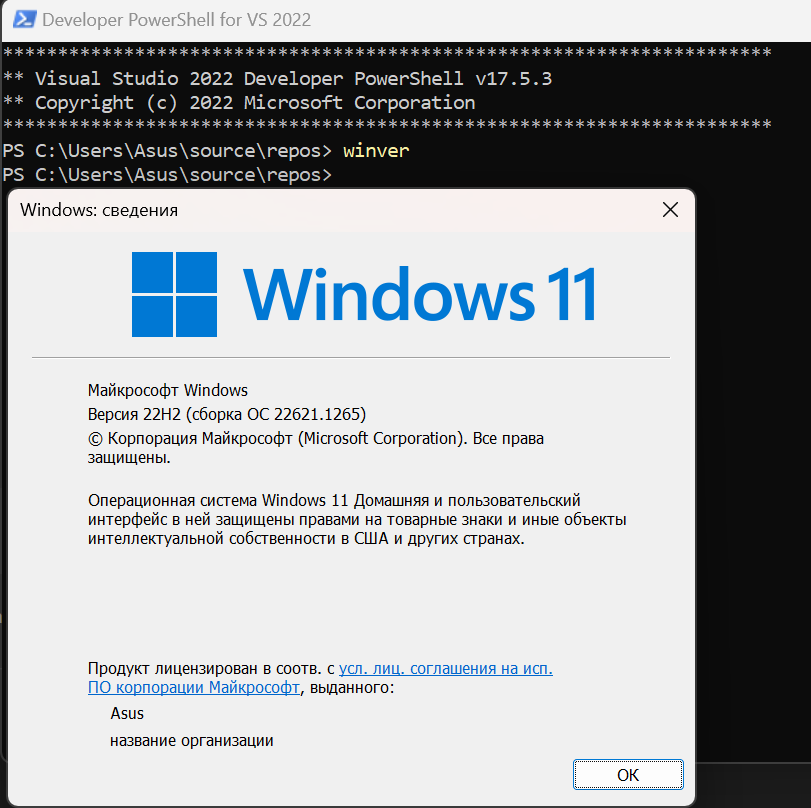 Developer PowerShell for VS 2022
**********************************************************************
** Visual Studio 2022 Developer PowerShell v17.5.3
** Copyright (c) 2022 Microsoft Corporation
**********************************************************************
PS C:\Users\Asus\source\repos> winver
PS C:\Users\Asus\source\repos>
Windows: сведения
Windows 11
Майкрософт Windows
Версия 22H2 (сборка ОС 22621.1265)
© Корпорация Майкрософт (Microsoft Corporation). Все права
защищены.
Операционная система Windows 11 Домашняя и пользовательский
интерфейс в ней защищены правами на товарные знаки и иные объекты
интеллектуальной собственности в США и других странах.
Продукт лицензирован в соотв. с усл. лиц. соглашения на исп.
ПО корпорации Майкрософт, выданного:
Asus
название организации
ОК